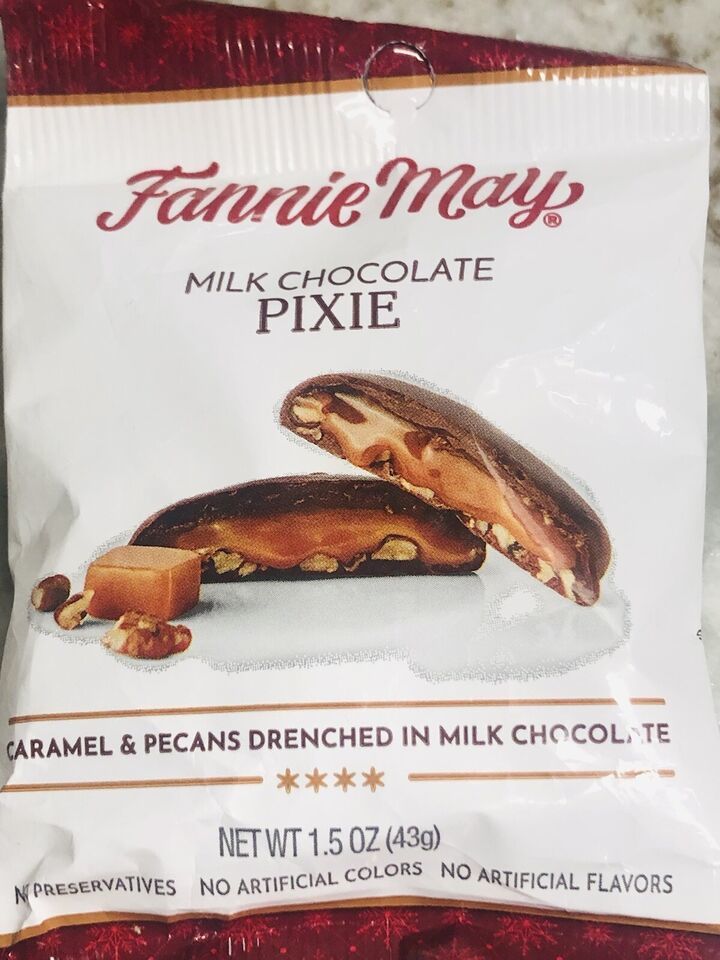 Fannie May®
MILK CHOCOLATE
PIXIE
CARAMEL & PECANS DRENCHED IN MILK CHOCOLATE
****
NET WT 1.5 OZ (43g)
NO PRESERVATIVES NO ARTIFICIAL COLORS NO ARTIFICIAL FLAVORS